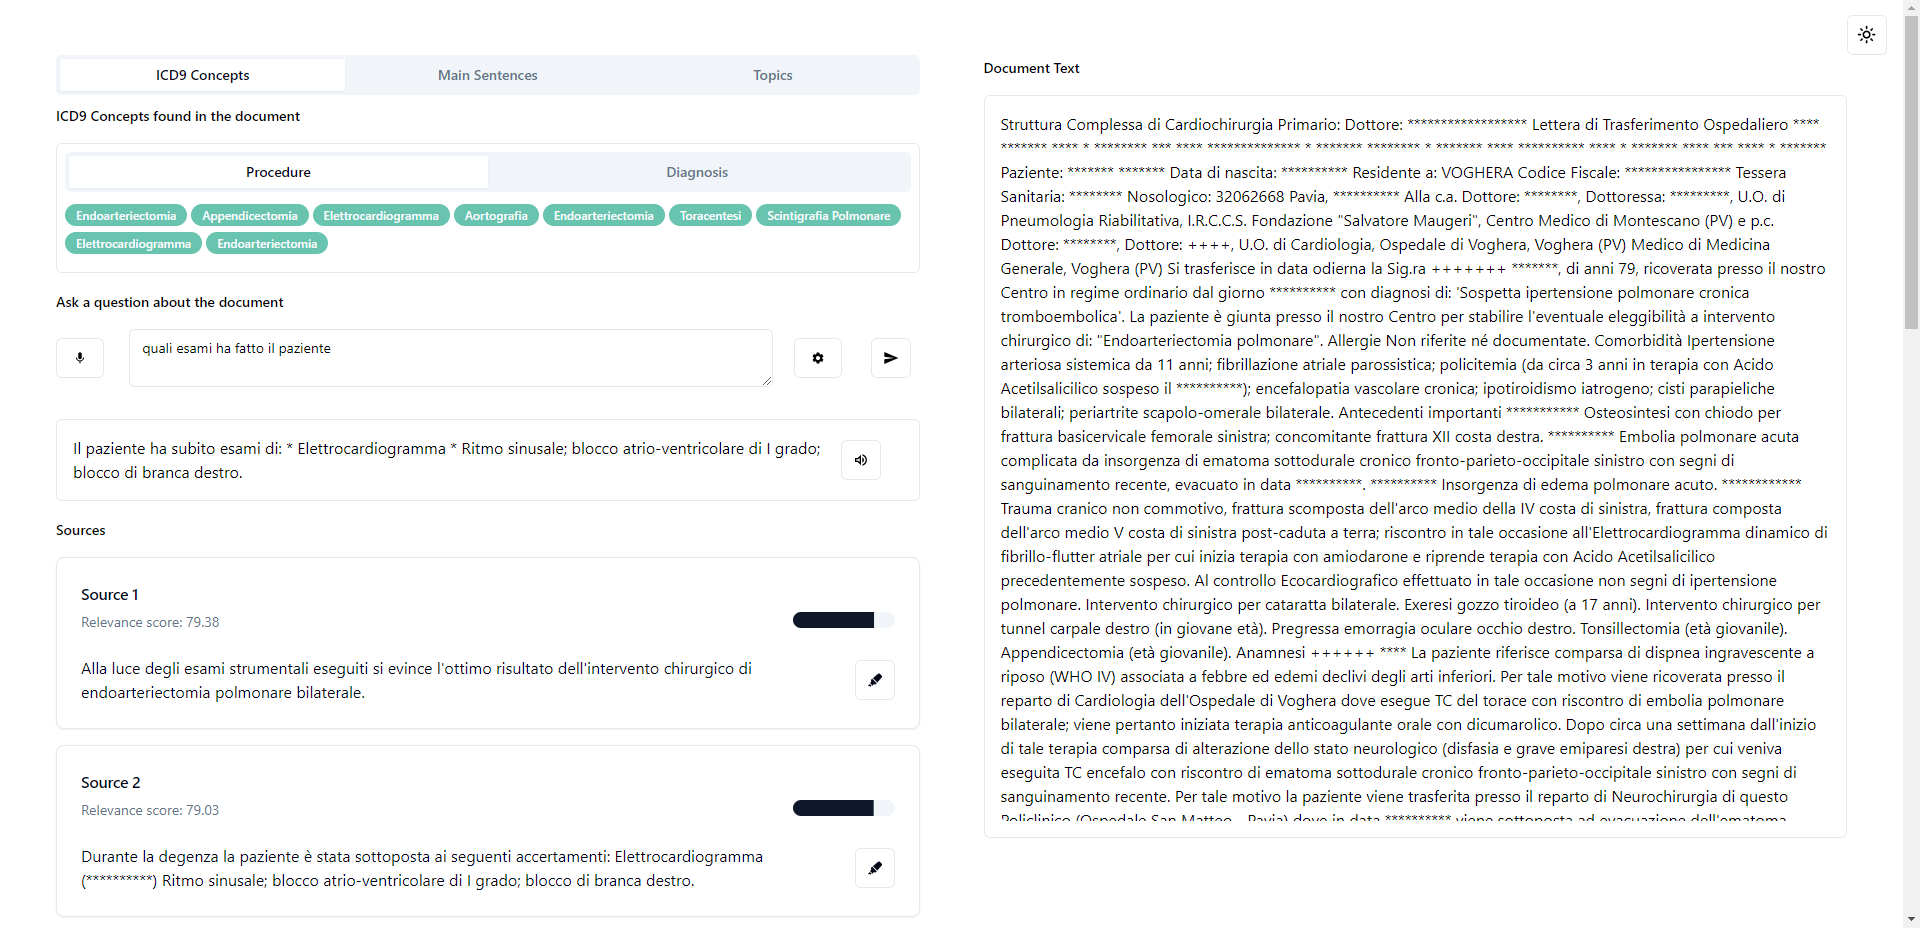 ICD9 Concepts
Main Sentences
Topics
ICD9 Concepts found in the document
Procedure
Diagnosis
Endoarteriectomia
Appendicectomia
Elettrocardiogramma
Aortografia
Endoarteriectomia
Toracentesi
Scintigrafia Polmonare
Elettrocardiogramma
Endoarteriectomia
Ask a question about the document
quali esami ha fatto il paziente
Il paziente ha subito esami di: * Elettrocardiogramma * Ritmo sinusale; blocco atrio-ventricolare di I grado;
blocco di branca destro.
Sources
Source 1
Relevance score: 79.38
Alla luce degli esami strumentali eseguiti si evince l'ottimo risultato dell'intervento chirurgico di
endoarteriectomia polmonare bilaterale.
Source 2
Relevance score: 79.03
Durante la degenza la paziente è stata sottoposta ai seguenti accertamenti: Elettrocardiogramma
(**********) Ritmo sinusale; blocco atrio-ventricolare di I grado; blocco di branca destro.
Document Text
Struttura Complessa di Cardiochirurgia Primario: Dottore: ****************** Lettera di Trasferimento Ospedaliero ****
******* **** * ******** *** **** ************** * ******* ******** * ******* **** ********** **** * ******* **** *** **** * *******
Paziente: ******* ******* Data di nascita: ********** Residente a: VOGHERA Codice Fiscale: **************** Tessera
Sanitaria: ******** Nosologico: 32062668 Pavia, ********** Alla c.a. Dottore: ********, Dottoressa: *********, U.O. di
Pneumologia Riabilitativa, I.R.C.C.S. Fondazione "Salvatore Maugeri", Centro Medico di Montescano (PV) e p.c.
Dottore: ********, Dottore: ++++, U.O. di Cardiologia, Ospedale di Voghera, Voghera (PV) Medico di Medicina
Generale, Voghera (PV) Si trasferisce in data odierna la Sig.ra +++++++ *******, di anni 79, ricoverata presso il nostro
Centro in regime ordinario dal giorno ********** con diagnosi di: 'Sospetta ipertensione polmonare cronica
tromboembolica'. La paziente è giunta presso il nostro Centro per stabilire l'eventuale eleggibilità a intervento
chirurgico di: "Endoarteriectomia polmonare". Allergie Non riferite né documentate. Comorbidità Ipertensione
arteriosa sistemica da 11 anni; fibrillazione atriale parossistica; policitemia (da circa 3 anni in terapia con Acido
Acetilsalicilico sospeso il **********); encefalopatia vascolare cronica; ipotiroidismo iatrogeno; cisti parapieliche
bilaterali; periartrite scapolo-omerale bilaterale. Antecedenti importanti *********** Osteosintesi con chiodo per
frattura basicervicale femorale sinistra; concomitante frattura XII costa destra. ********** Embolia polmonare acuta
complicata da insorgenza di ematoma sottodurale cronico fronto-parieto-occipitale sinistro con segni di
sanguinamento recente, evacuato in data **********. ********** Insorgenza di edema polmonare acuto. ************
Trauma cranico non commotivo, frattura scomposta dell'arco medio della IV costa di sinistra, frattura composta
dell'arco medio V costa di sinistra post-caduta a terra; riscontro in tale occasione all'Elettrocardiogramma dinamico di
fibrillo-flutter atriale per cui inizia terapia con amiodarone e riprende terapia con Acido Acetilsalicilico
precedentemente sospeso. Al controllo Ecocardiografico effettuato in tale occasione non segni di ipertensione
polmonare. Intervento chirurgico per cataratta bilaterale. Exeresi gozzo tiroideo (a 17 anni). Intervento chirurgico per
tunnel carpale destro (in giovane età). Pregressa emorragia oculare occhio destro. Tonsillectomia (età giovanile).
Appendicectomia (età giovanile). Anamnesi ++++++ **** La paziente riferisce comparsa di dispnea ingravescente a
riposo (WHO IV) associata a febbre ed edemi declivi degli arti inferiori. Per tale motivo viene ricoverata presso il
reparto di Cardiologia dell'Ospedale di Voghera dove esegue TC del torace con riscontro di embolia polmonare
bilaterale; viene pertanto iniziata terapia anticoagulante orale con dicumarolico. Dopo circa una settimana dall'inizio
di tale terapia comparsa di alterazione dello stato neurologico (disfasia e grave emiparesi destra) per cui veniva
eseguita TC encefalo con riscontro di ematoma sottodurale cronico fronto-parieto-occipitale sinistro con segni di
sanguinamento recente. Per tale motivo la paziente viene trasferita presso il reparto di Neurochirurgia di questo
Policlinico (Ospedale San Matteo - Pavia) dove in data ********** viene sottoposta ad evacuazione dell'ematoma